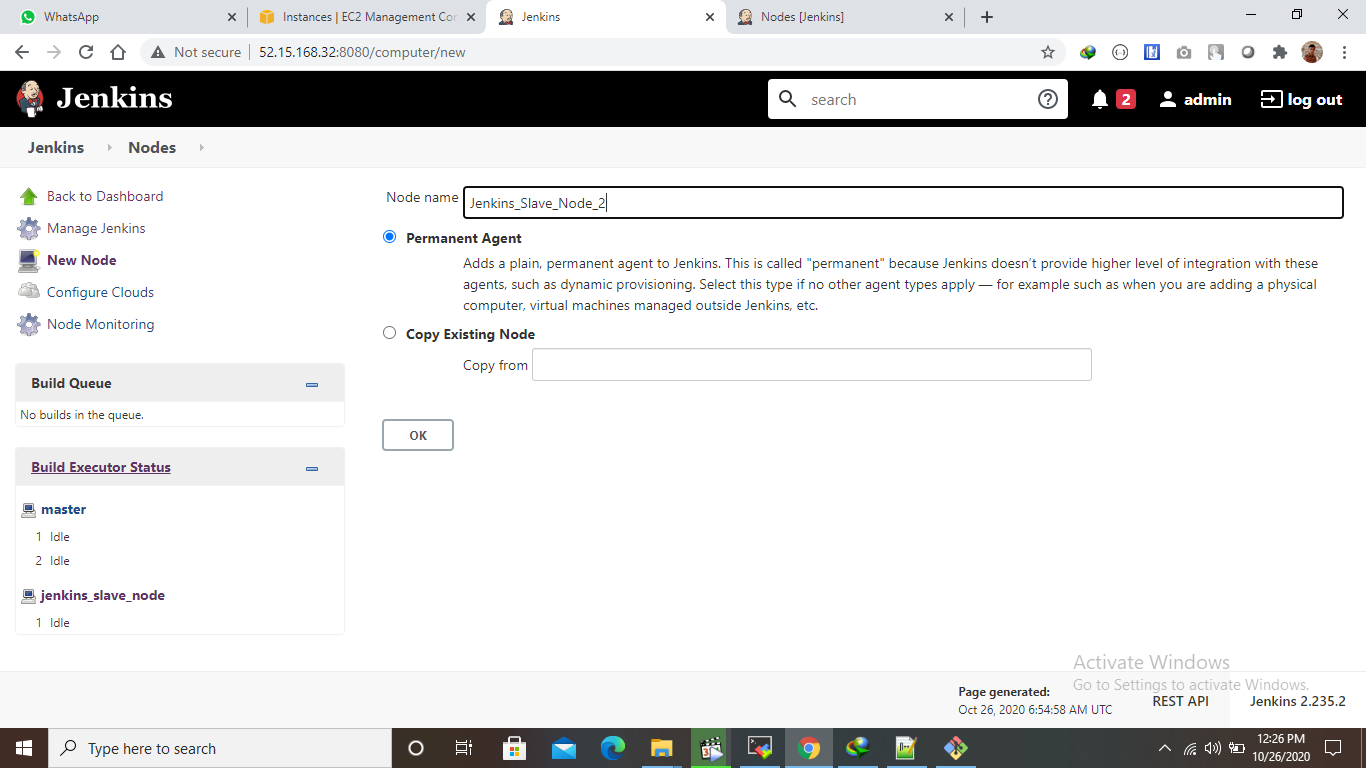 WhatsApp
Instances | EC2 Management Cor
Jenkins
Nodes [Jenkins]
Not secure
52.15.168.32:8080/computer/new
Jenkins
search
2
admin
log out
Jenkins
Nodes
Back to Dashboard
Manage Jenkins
New Node
Configure Clouds
Node Monitoring
Build Queue
No builds in the queue.
Build Executor Status
master
1 Idle
2 Idle
jenkins_slave_node
1 Idle
Node name
Jenkins_Slave_Node_2
Permanent Agent
Adds a plain, permanent agent to Jenkins. This is called "permanent" because Jenkins doesn't provide higher level of integration with these
agents, such as dynamic provisioning. Select this type if no other agent types apply — for example such as when you are adding a physical
computer, virtual machines managed outside Jenkins, etc.
Copy Existing Node
Copy from
OK
Activate Windows
Go to Settings to activate Windows.
Page generated:
Oct 26, 2020 6:54:58 AM UTC
REST API
Jenkins 2.235.2
Type here to search
12:26 PM
10/26/2020